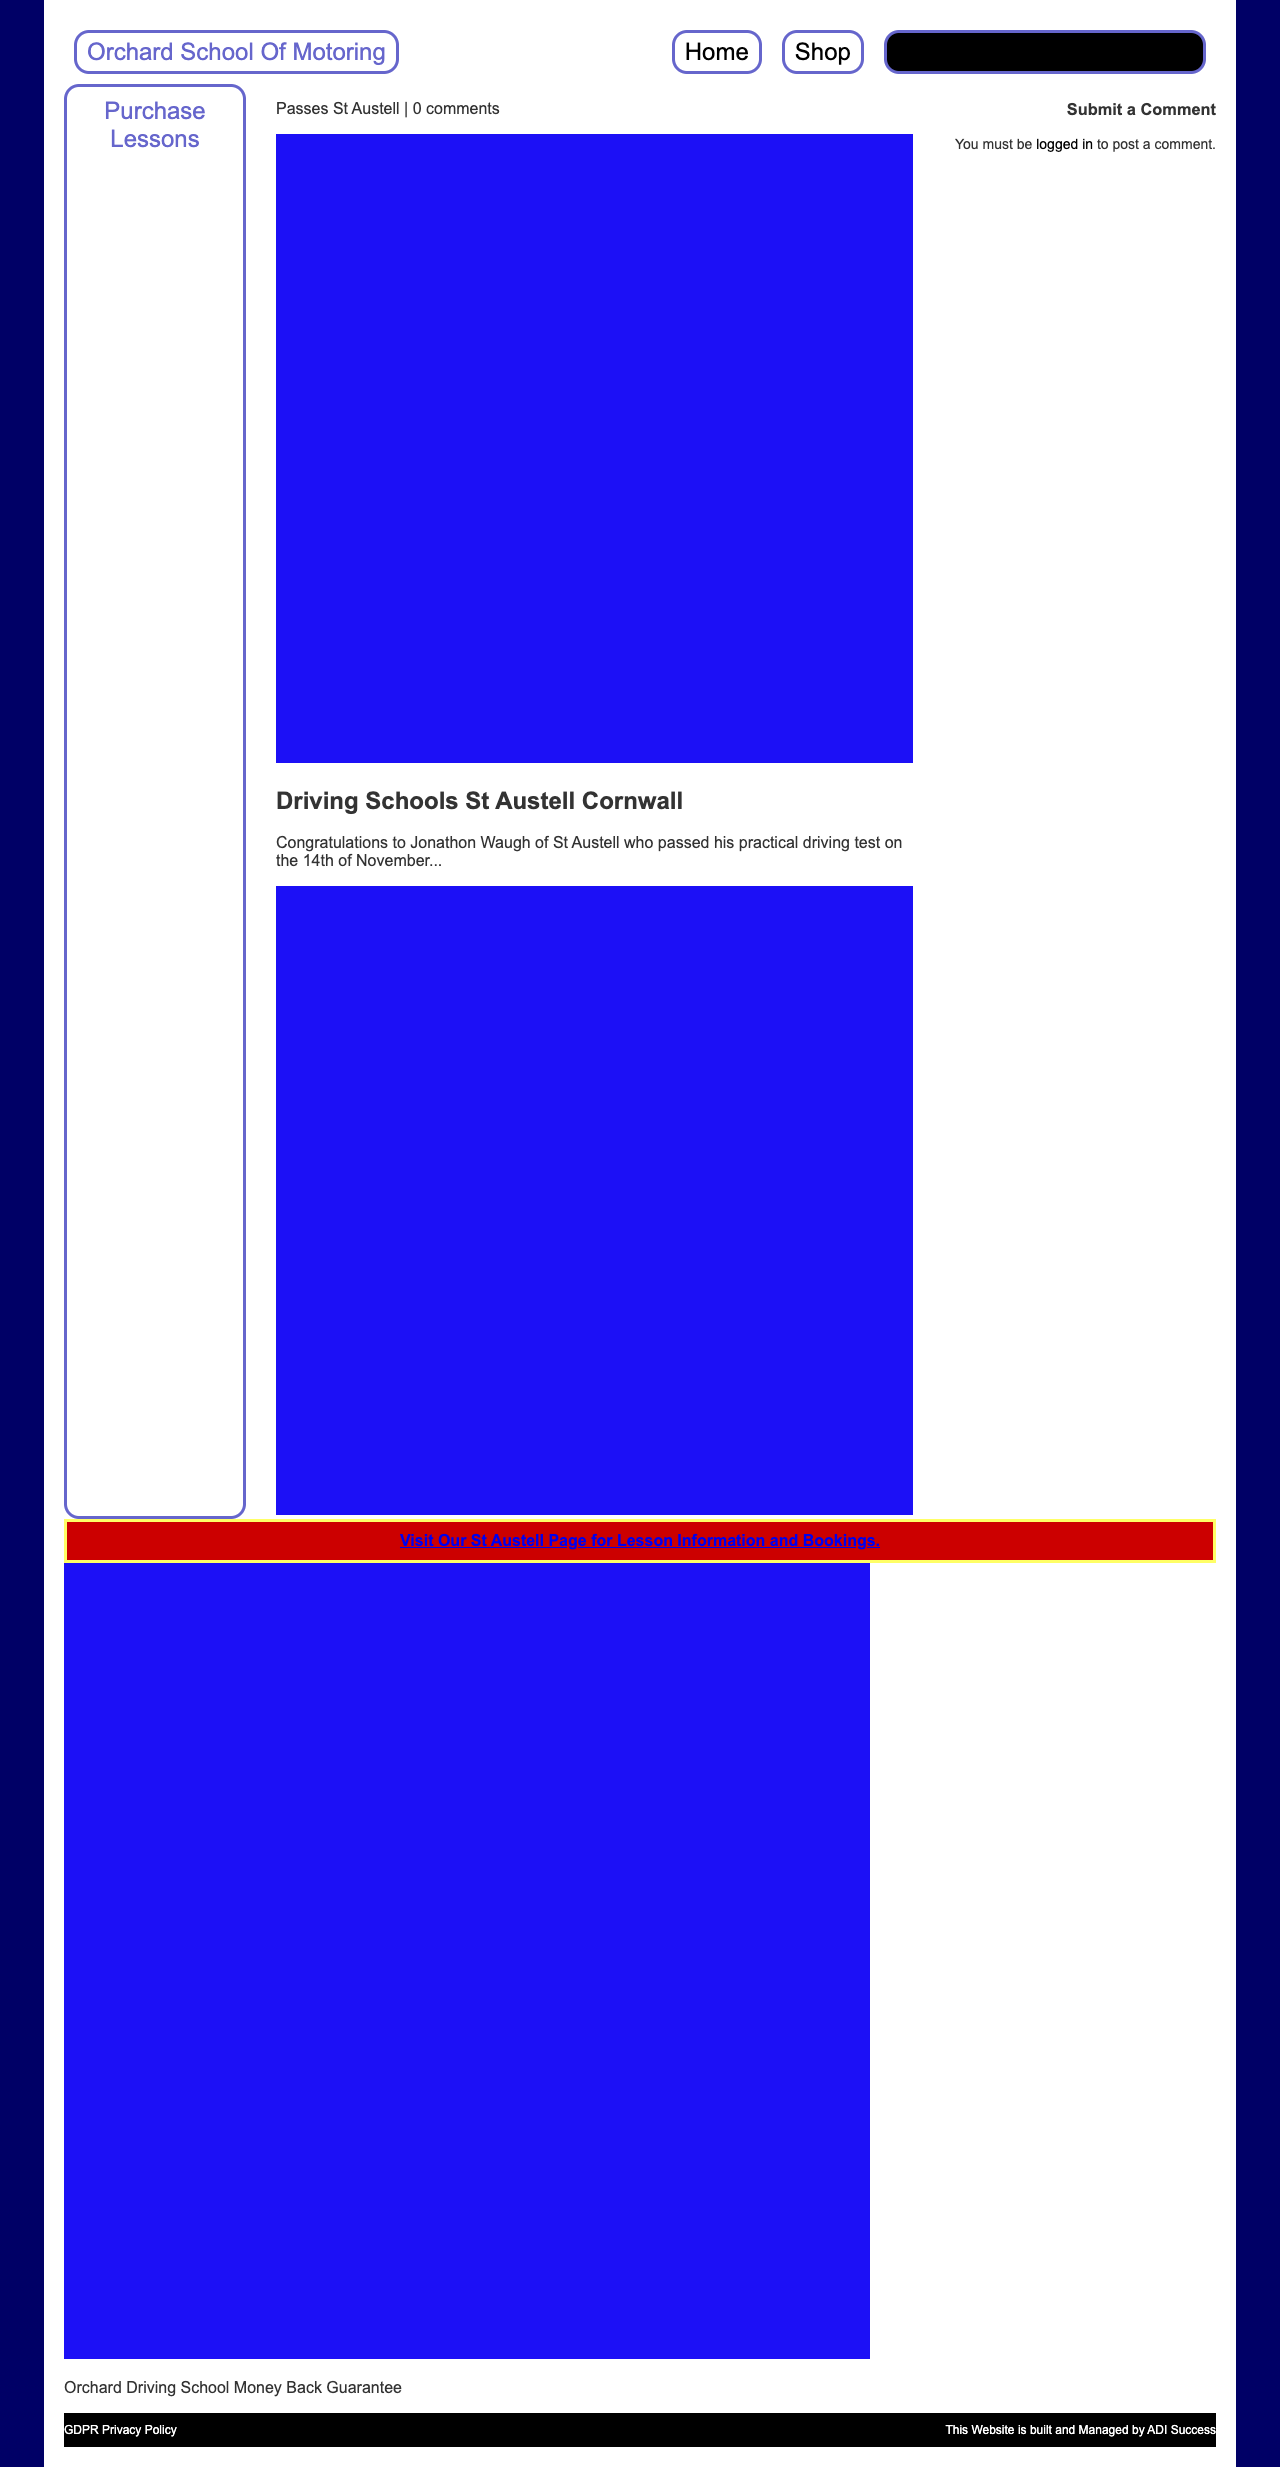 Orchard School Of Motoring
Home
Shop
Purchase
Lessons
Passes St Austell | 0 comments
Driving Schools St Austell Cornwall
Congratulations to Jonathon Waugh of St Austell who passed his practical driving test on
the 14th of November...
Submit a Comment
You must be logged in to post a comment.
Visit Our St Austell Page for Lesson Information and Bookings.
Orchard Driving School Money Back Guarantee
GDPR Privacy Policy
This Website is built and Managed by ADI Success